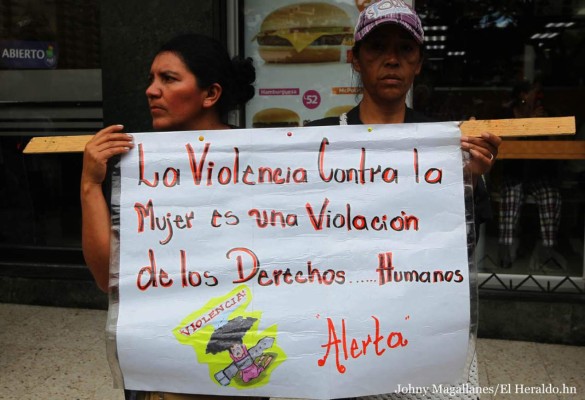 ABIERTO
52
La Violencia Contra la
Mujer es una Violación
de los Derechos......Humanos
VIOLENCIA!
"Alerta"
Johny Magallanes/El Heraldo.hn